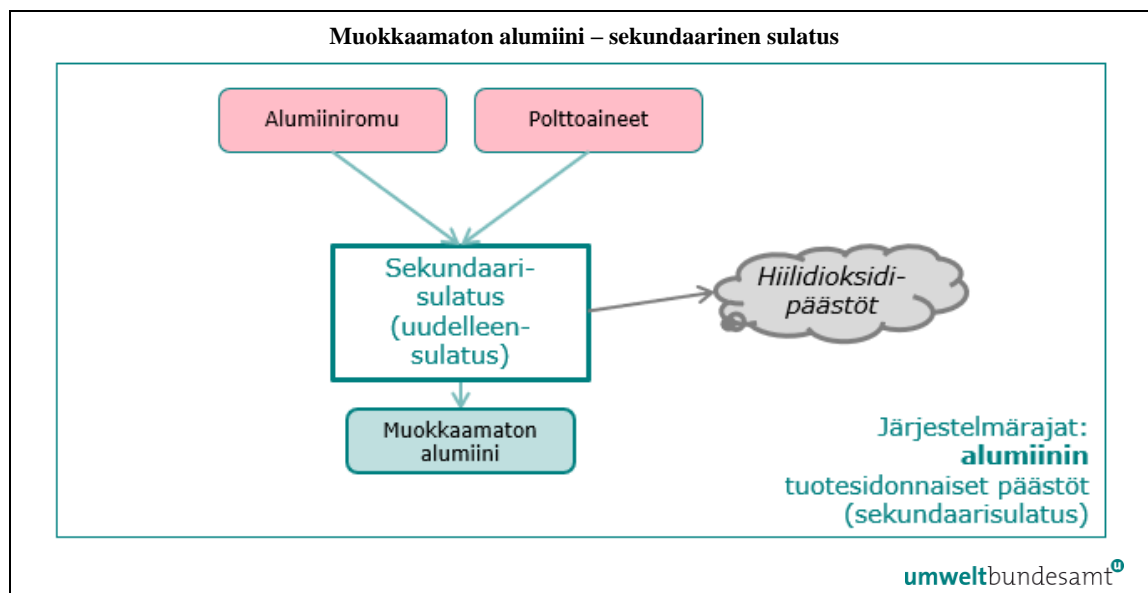 Muokkaamaton alumiini – sekundaarinen sulatus
Alumiiniromu
Polttoaineet
Sekundaari-
sulatus
(uudelleen-
sulatus)
Hiilidioksidi-
päästöt
Muokkaamaton
alumiini
Järjestelmärajat:
alumiinin
tuotesidonnaiset päästöt
(sekundaarisulatus)
umweltbundesamt